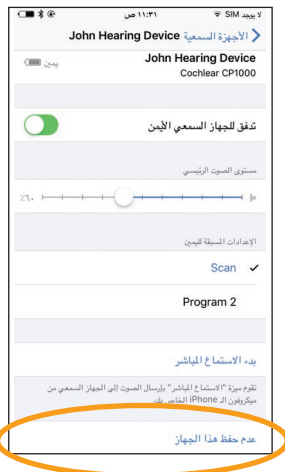 لا يوجد SIM
١١:٣١ ص
الأجهزة السمعية
John Hearing Device
John Hearing Device
Cochlear CP1000
يمين
تدفق للجهاز السمعي الأيمن
مستوى الصوت الرئيسي
٪٦٠
الإعدادات المسبقة لليمين
Scan
Program 2
بدء الاستماع المباشر
تقوم ميزة "الاستماع المباشر" بإرسال الصوت إلى الجهاز السمعي من
ميكروفون الـ iPhone الخاص بك.
عدم حفظ هذا الجهاز